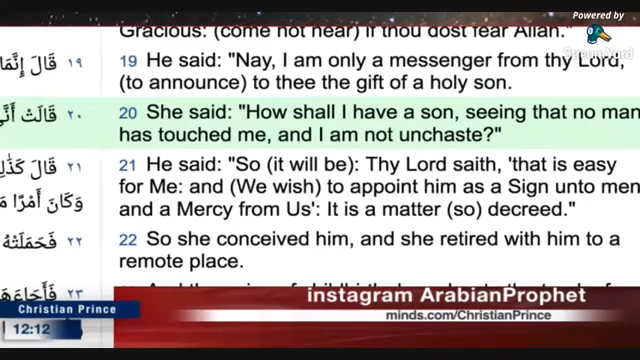 Powered by
StreamYard
Gracious: (come not near) if thou dost fear Allah."
١٩ قَالَ إِنَّمَا
19 He said: "Nay, I am only a messenger from thy Lord,
(to announce) to thee the gift of a holy son.
٢٠ قَالَتْ أَنَّىٰ
20 She said: "How shall I have a son, seeing that no man
has touched me, and I am not unchaste?"
٢١ قَالَ كَذَٰلِكِ
21 He said: "So (it will be): Thy Lord saith, 'that is easy
for Me: and (We wish) to appoint him as a Sign unto men
وَكَانَ أَمْرًا
and a Mercy from Us': It is a matter (so) decreed."
٢٢ فَحَمَلَتْهُ
22 So she conceived him, and she retired with him to a
remote place.
٢٣ فَأَجَاءَهَا
instagram ArabianProphet
Christian Prince
minds.com/ChristianPrince
12:12